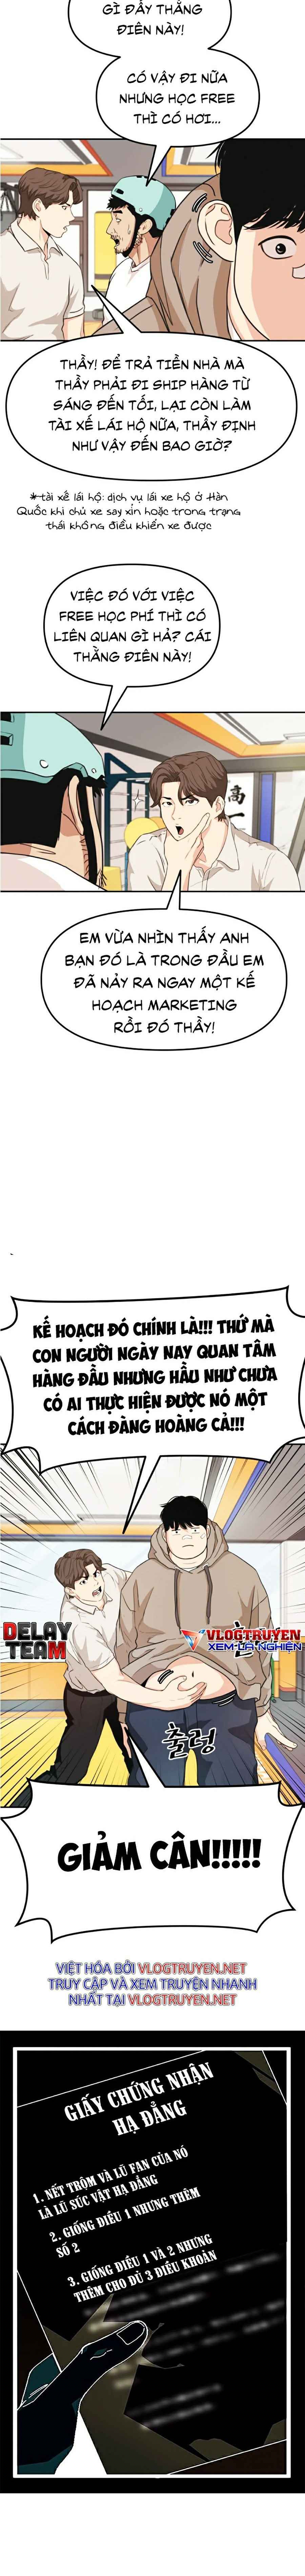 GÌ ĐẤY THẰNG
ĐIÊN NÀY!
CÓ VẬY ĐI NỮA
NHƯNG HỌC FREE
THÌ CÓ HƠI...
THẦY! ĐỂ TRẢ TIỀN NHÀ MÀ
THẦY PHẢI ĐI SHIP HÀNG TỪ
SÁNG ĐẾN TỐI, LẠI CÒN LÀM
TÀI XẾ LÁI HỘ NỮA, THẦY ĐỊNH
NHƯ VẬY ĐẾN BAO GIỜ?
*tài xế lái hộ: dịch vụ lái xe hộ ở Hàn
Quốc khi chủ xe say xỉn hoặc trong trạng
thái không điều khiển xe được
VIỆC ĐÓ VỚI VIỆC
FREE HỌC PHÍ THÌ CÓ
LIÊN QUAN GÌ HẢ? CÁI
THẰNG ĐIÊN NÀY!
高
一
EM VỪA NHÌN THẤY ANH
BẠN ĐÓ LÀ TRONG ĐẦU EM
ĐÃ NẢY RA NGAY MỘT KẾ
HOẠCH MARKETING
RỒI ĐÓ THẦY!
KẾ HOẠCH ĐÓ CHÍNH LÀ!!! THỨ MÀ
CON NGƯỜI NGÀY NAY QUAN TÂM
HÀNG ĐẦU NHƯNG HẦU NHƯ CHƯA
CÓ AI THỰC HIỆN ĐƯỢC NÓ MỘT
CÁCH ĐÀNG HOÀNG CẢ!!!
DELAY
TEAM
VLOGTRUYEN
XEM LÀ NGHIỆN
출렁
GIẢM CÂN!!!!!
VIỆT HÓA BỞI VLOGTRUYEN.NET
TRUY CẬP VÀ XEM TRUYỆN NHANH
NHẤT TẠI VLOGTRUYEN.NET
GIẤY CHỨNG NHẬN
HẠ ĐẲNG
1. NẾT TRÔM VÀ LŨ FAN CỦA NÓ
LÀ LŨ SÚC VẬT HẠ ĐẲNG
2. GIỐNG ĐIỀU 1 NHƯNG THÊM
SỐ 2
3. GIỐNG ĐIỀU 1 VÀ 2 NHƯNG
THÊM CHO ĐỦ 3 ĐIỀU KHOẢN